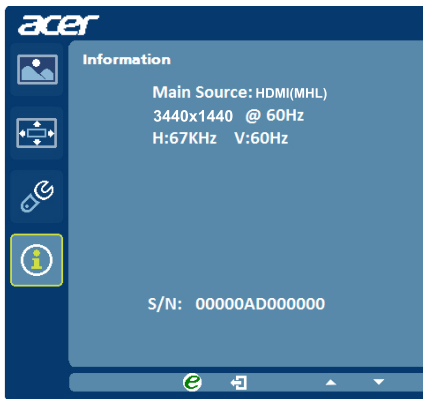 acer
Information
Main Source: HDMI(MHL)
3440x1440 @ 60Hz
H:67KHz V:60Hz
S/N: 00000AD000000